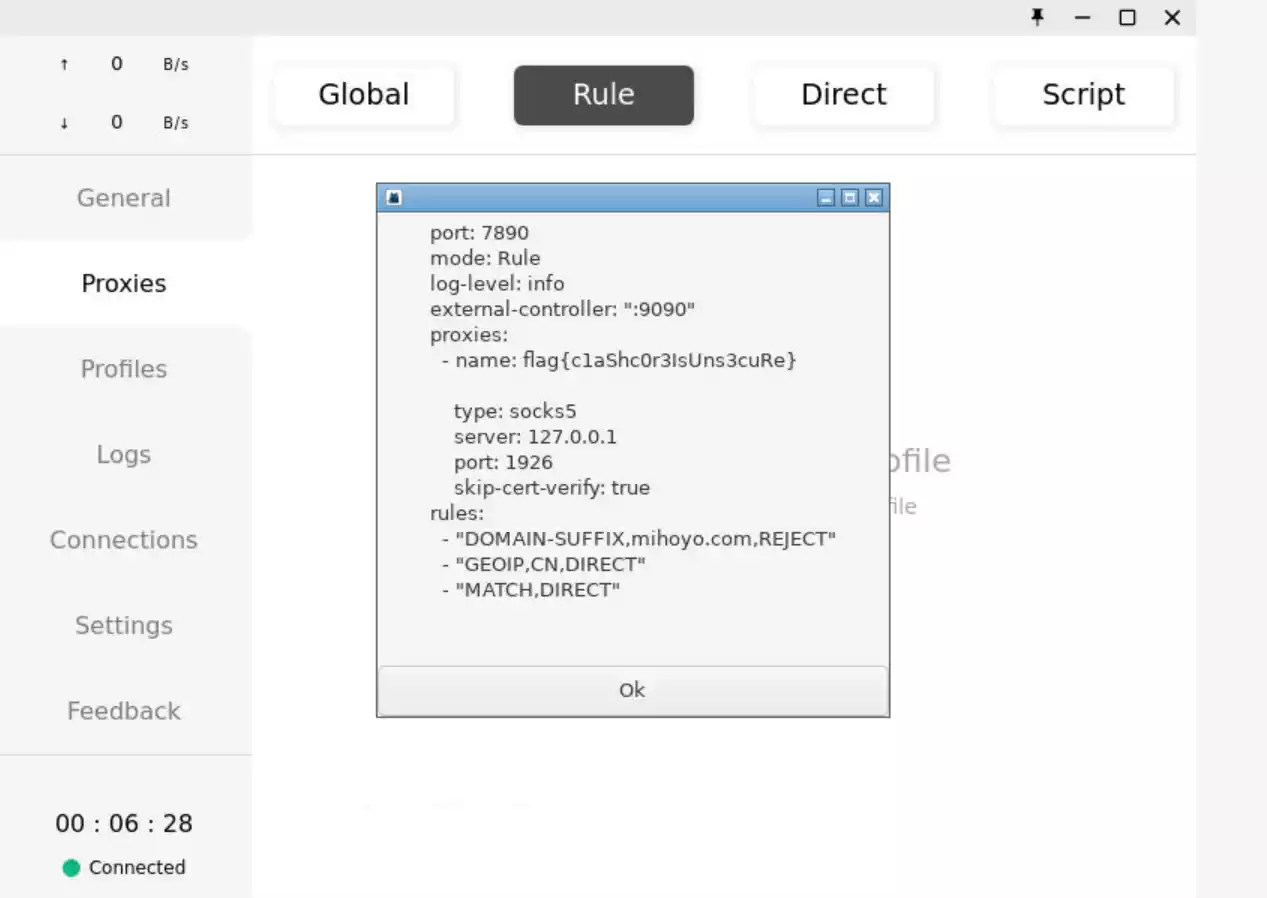 ↑ 0 B/s
↓ 0 B/s
Global
Rule
Direct
Script
General
Proxies
Profiles
Logs
Connections
Settings
Feedback
00 : 06 : 28
Connected
port: 7890
mode: Rule
log-level: info
external-controller: ":9090"
proxies:
- name: flag{c1aShc0r3IsUns3cuRe}
type: socks5
server: 127.0.0.1
port: 1926
skip-cert-verify: true
rules:
- "DOMAIN-SUFFIX,mihoyo.com,REJECT"
- "GEOIP,CN,DIRECT"
- "MATCH,DIRECT"
Ok